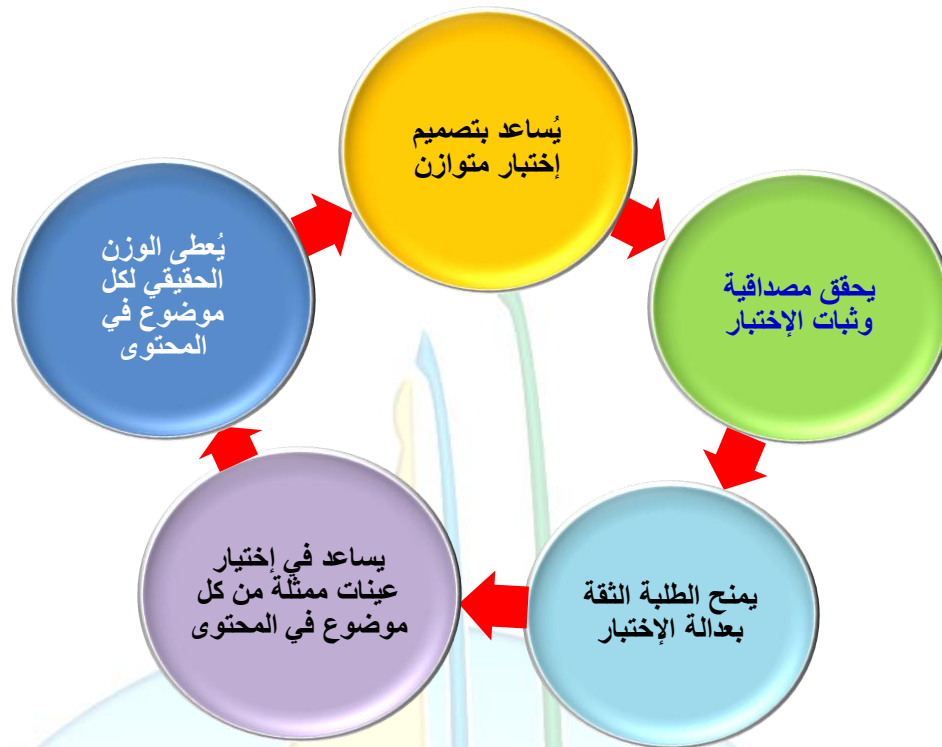 يُساعد بتصميم
إختبار متوازن
يحقق مصداقية
وثبات الإختبار
يمنح الطلبة الثقة
بعدالة الإختبار
يساعد في إختيار
عينات ممثلة من كل
موضوع في المحتوى
يُعطى الوزن
الحقيقي لكل
موضوع في
المحتوى